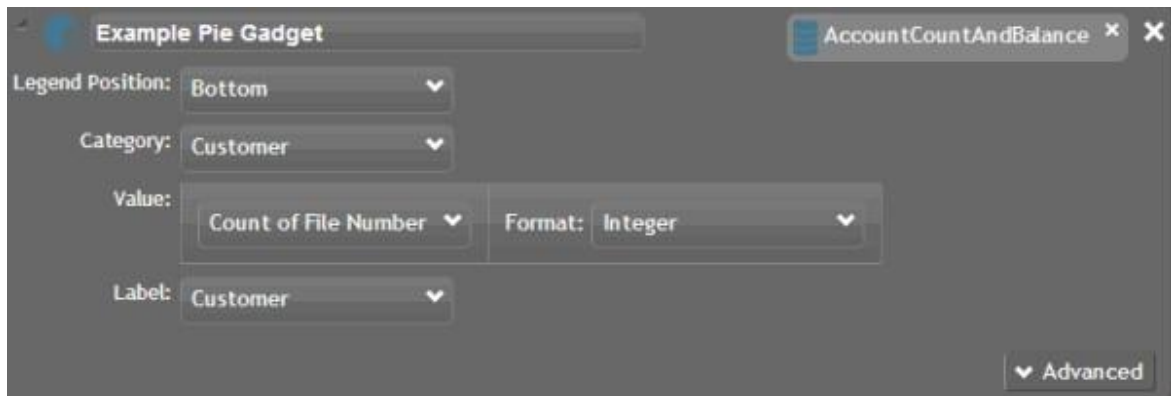 Example Pie Gadget AccountCountAndBalance
Legend Position: Bottom
Category: Customer
Value: Count of File Number Format: Integer
Label: Customer
Advanced